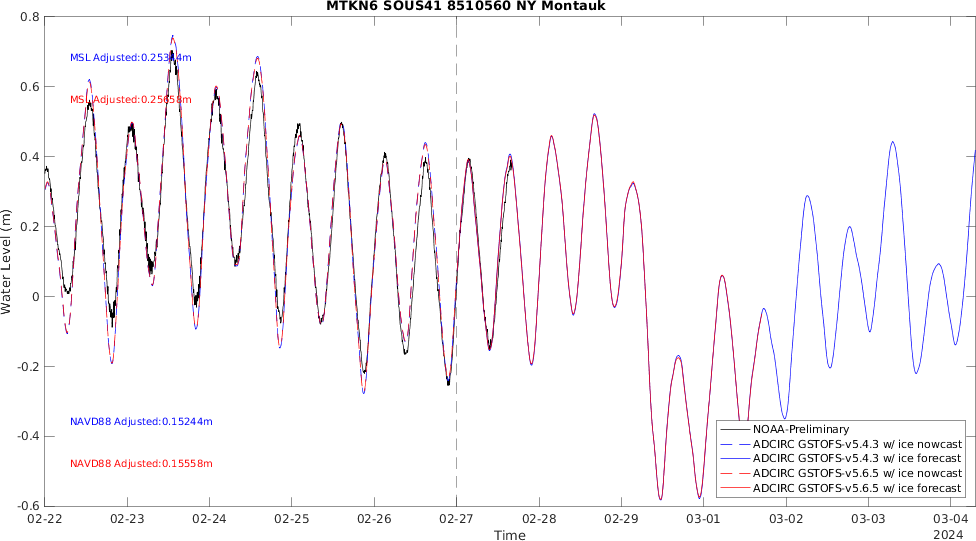 MTKN6 SOUS41 8510560 NY Montauk
0.8
MSL Adjusted:0.25344m
0.6
MSL Adjusted:0.25658m
0.4
0.2
Water Level (m)
0
-0.2
NAVD88 Adjusted:0.15244m
-0.4
NAVD88 Adjusted:0.15558m
-0.6
NOAA-Preliminary
ADCIRC GSTOFS-v5.4.3 w/ ice nowcast
ADCIRC GSTOFS-v5.4.3 w/ ice forecast
ADCIRC GSTOFS-v5.6.5 w/ ice nowcast
ADCIRC GSTOFS-v5.6.5 w/ ice forecast
02-22 02-23 02-24 02-25 02-26 02-27 02-28 02-29 03-01 03-02 03-03 03-04
Time
2024